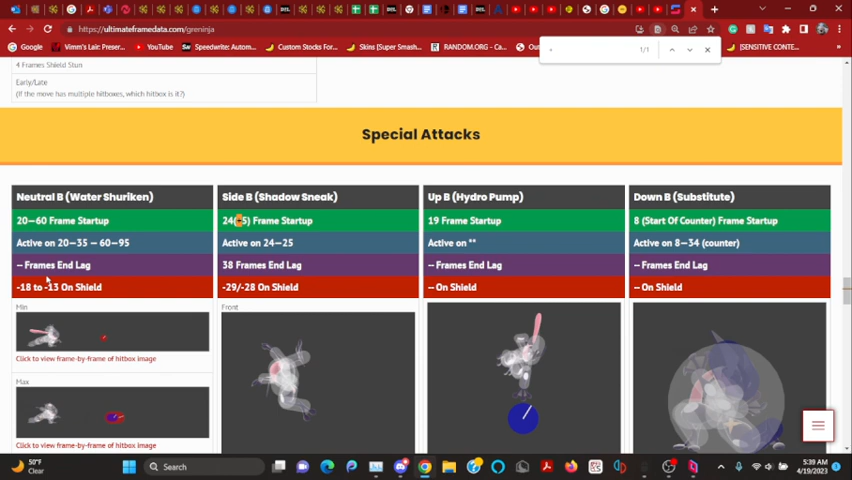 https://ultimateframedata.com/greninja
Google
Vimm's Lair: Preser...
YouTube
Speedwrite: Autom...
Custom Stocks For...
Skins [Super Smash...
RANDOM.ORG - Ca...
1/1
[SENSITIVE CONTE...
4 Frames Shield Stun
Early/Late
(If the move has multiple hitboxes, which hitbox is it?)
Special Attacks
Neutral B (Water Shuriken)
20—60 Frame Startup
Active on 20—35 — 60—95
-- Frames End Lag
-18 to -13 On Shield
Min
Click to view frame-by-frame of hitbox image
Max
Click to view frame-by-frame of hitbox image
Side B (Shadow Sneak)
24(+5) Frame Startup
Active on 24—25
38 Frames End Lag
-29/-28 On Shield
Front
Up B (Hydro Pump)
19 Frame Startup
Active on **
-- Frames End Lag
-- On Shield
Down B (Substitute)
8 (Start Of Counter) Frame Startup
Active on 8—34 (counter)
-- Frames End Lag
-- On Shield
50°F
Clear
Search
5:39 AM
4/19/2023